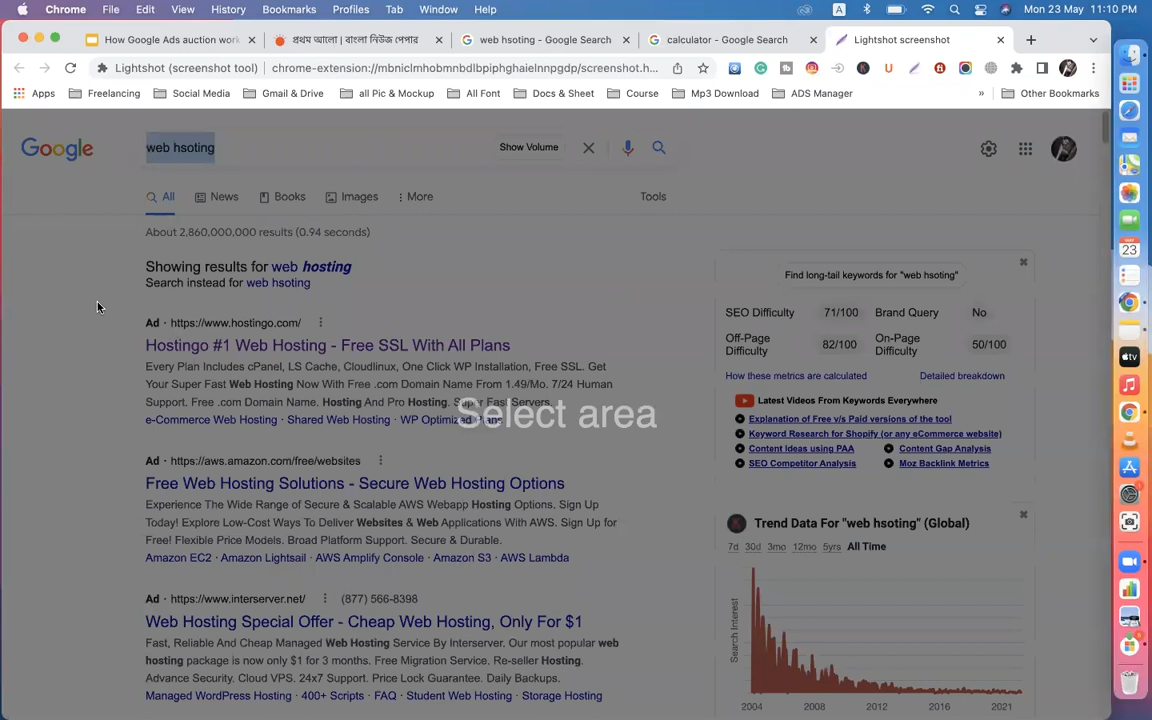 Chrome File Edit View History Bookmarks Profiles Tab Window Help A Mon 23 May 11:10 PM
How Google Ads auction work প্রথম আলো | বাংলা নিউজ পেপার web hsoting - Google Search calculator - Google Search Lightshot screenshot
Lightshot (screenshot tool) chrome-extension://mbniclmhobmnbdlbpiphghaielnnpgdp/screenshot.h...
Apps Freelancing Social Media Gmail & Drive all Pic & Mockup All Font Docs & Sheet Course Mp3 Download ADS Manager » Other Bookmarks
Google web hsoting Show Volume
All News Books Images More Tools
About 2,860,000,000 results (0.94 seconds)
Showing results for web hosting
Search instead for web hsoting
Ad · https://www.hostingo.com/
Hostingo #1 Web Hosting - Free SSL With All Plans
Every Plan Includes cPanel, LS Cache, Cloudlinux, One Click WP Installation, Free SSL. Get
Your Super Fast Web Hosting Now With Free .com Domain Name From 1.49/Mo. 7/24 Human
Support. Free .com Domain Name. Hosting And Pro Hosting. Super Fast Servers.
e-Commerce Web Hosting · Shared Web Hosting · WP Optimized Plans
Select area
Ad · https://aws.amazon.com/free/websites
Free Web Hosting Solutions - Secure Web Hosting Options
Experience The Wide Range of Secure & Scalable AWS Webapp Hosting Options. Sign Up
Today! Explore Low-Cost Ways To Deliver Websites & Web Applications With AWS. Sign Up for
Free! Flexible Price Models. Broad Platform Support. Secure & Durable.
Amazon EC2 · Amazon Lightsail · AWS Amplify Console · Amazon S3 · AWS Lambda
Ad · https://www.interserver.net/ (877) 566-8398
Web Hosting Special Offer - Cheap Web Hosting, Only For $1
Fast, Reliable And Cheap Managed Web Hosting Service By Interserver. Our most popular web
hosting package is now only $1 for 3 months. Free Migration Service. Re-seller Hosting.
Advance Security. Cloud VPS. 24x7 Support. Price Lock Guarantee. Daily Backups.
Managed WordPress Hosting · 400+ Scripts · FAQ · Student Web Hosting · Storage Hosting
Find long-tail keywords for "web hsoting"
SEO Difficulty 71/100 Brand Query No
Off-Page Difficulty 82/100 On-Page Difficulty 50/100
How these metrics are calculated Detailed breakdown
Latest Videos From Keywords Everywhere
Explanation of Free v/s Paid versions of the tool
Keyword Research for Shopify (or any eCommerce website)
Content Ideas using PAA Content Gap Analysis
SEO Competitor Analysis Moz Backlink Metrics
Trend Data For "web hsoting" (Global)
7d 30d 3mo 12mo 5yrs All Time
Search Interest
2004 2008 2012 2016 2021
23
tv